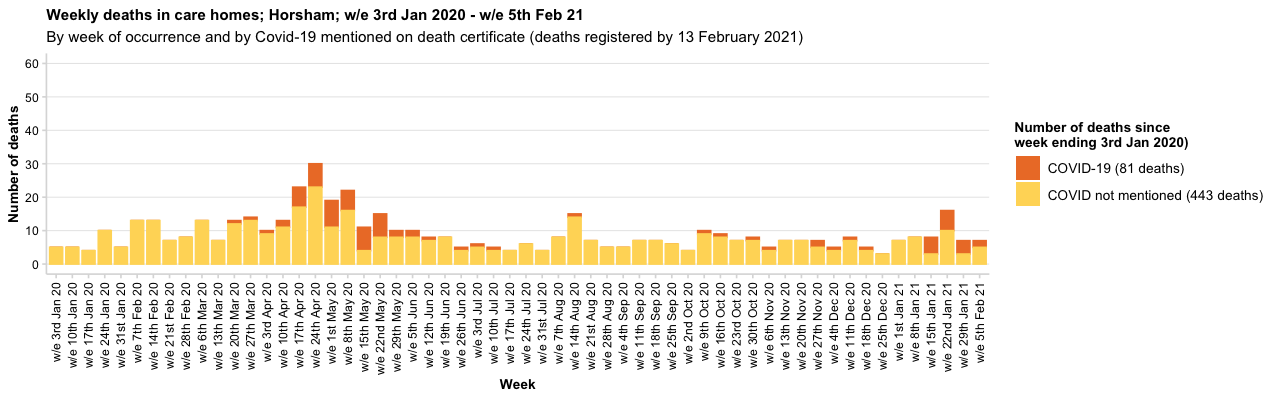 Weekly deaths in care homes; Horsham; w/e 3rd Jan 2020 - w/e 5th Feb 21
By week of occurrence and by Covid-19 mentioned on death certificate (deaths registered by 13 February 2021)
Number of deaths
60
50
40
30
20
10
0
w/e 3rd Jan 20
w/e 10th Jan 20
w/e 17th Jan 20
w/e 24th Jan 20
w/e 31st Jan 20
w/e 7th Feb 20
w/e 14th Feb 20
w/e 21st Feb 20
w/e 28th Feb 20
w/e 6th Mar 20
w/e 13th Mar 20
w/e 20th Mar 20
w/e 27th Mar 20
w/e 3rd Apr 20
w/e 10th Apr 20
w/e 17th Apr 20
w/e 24th Apr 20
w/e 1st May 20
w/e 8th May 20
w/e 15th May 20
w/e 22nd May 20
w/e 29th May 20
w/e 5th Jun 20
w/e 12th Jun 20
w/e 19th Jun 20
w/e 26th Jun 20
w/e 3rd Jul 20
w/e 10th Jul 20
w/e 17th Jul 20
w/e 24th Jul 20
w/e 31st Jul 20
w/e 7th Aug 20
w/e 14th Aug 20
w/e 21st Aug 20
w/e 28th Aug 20
w/e 4th Sep 20
w/e 11th Sep 20
w/e 18th Sep 20
w/e 25th Sep 20
w/e 2nd Oct 20
w/e 9th Oct 20
w/e 16th Oct 20
w/e 23rd Oct 20
w/e 30th Oct 20
w/e 6th Nov 20
w/e 13th Nov 20
w/e 20th Nov 20
w/e 27th Nov 20
w/e 4th Dec 20
w/e 11th Dec 20
w/e 18th Dec 20
w/e 25th Dec 20
w/e 1st Jan 21
w/e 8th Jan 21
w/e 15th Jan 21
w/e 22nd Jan 21
w/e 29th Jan 21
w/e 5th Feb 21
Week
Number of deaths since
week ending 3rd Jan 2020)
COVID-19 (81 deaths)
COVID not mentioned (443 deaths)